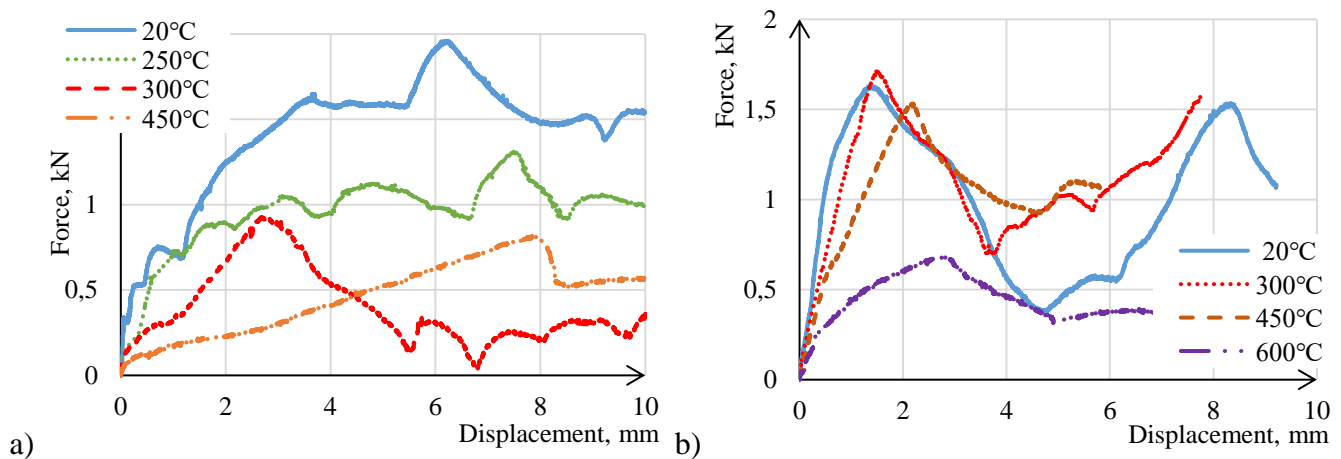 20°C
250°C
300°C
450°C
Force, kN
1
0,5
0
0 2 4 6 8 10
Displacement, mm
a)
Force, kN
2
1,5
1
0,5
0
20°C
300°C
450°C
600°C
0 2 4 6 8 10
Displacement, mm
b)